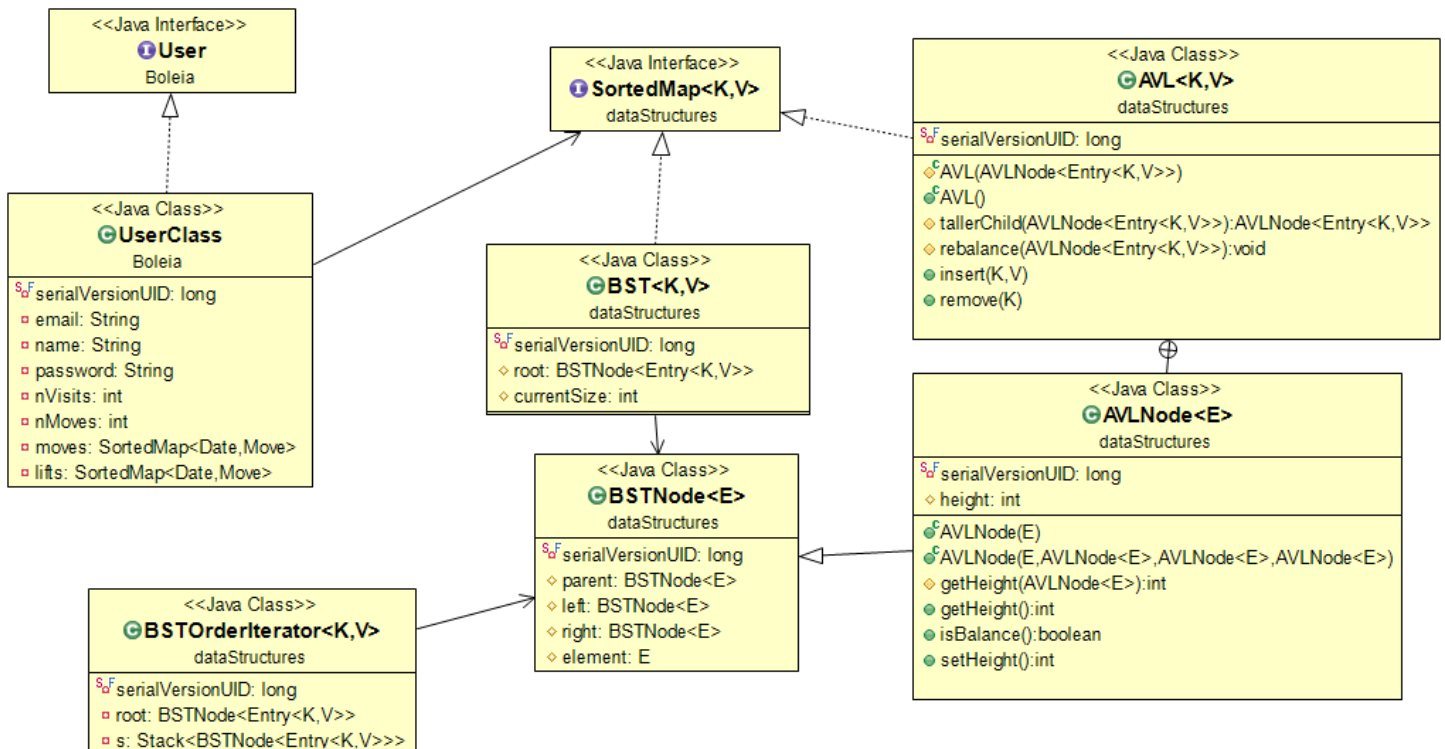 <<Java Interface>>
User
Boleia
<<Java Class>>
UserClass
Boleia
serialVersionUID: long
email: String
name: String
password: String
nVisits: int
nMoves: int
moves: SortedMap<Date,Move>
lifts: SortedMap<Date,Move>
<<Java Interface>>
SortedMap<K,V>
dataStructures
<<Java Class>>
BST<K,V>
dataStructures
serialVersionUID: long
root: BSTNode<Entry<K,V>>
currentSize: int
<<Java Class>>
BSTNode<E>
dataStructures
serialVersionUID: long
parent: BSTNode<E>
left: BSTNode<E>
right: BSTNode<E>
element: E
<<Java Class>>
BSTOrderIterator<K,V>
dataStructures
serialVersionUID: long
root: BSTNode<Entry<K,V>>
s: Stack<BSTNode<Entry<K,V>>>
<<Java Class>>
AVL<K,V>
dataStructures
serialVersionUID: long
AVL(AVLNode<Entry<K,V>>)
AVL()
tallerChild(AVLNode<Entry<K,V>>):AVLNode<Entry<K,V>>
rebalance(AVLNode<Entry<K,V>>):void
insert(K,V)
remove(K)
<<Java Class>>
AVLNode<E>
dataStructures
serialVersionUID: long
height: int
AVLNode(E)
AVLNode(E,AVLNode<E>,AVLNode<E>,AVLNode<E>)
getHeight(AVLNode<E>):int
getHeight():int
isBalance():boolean
setHeight():int